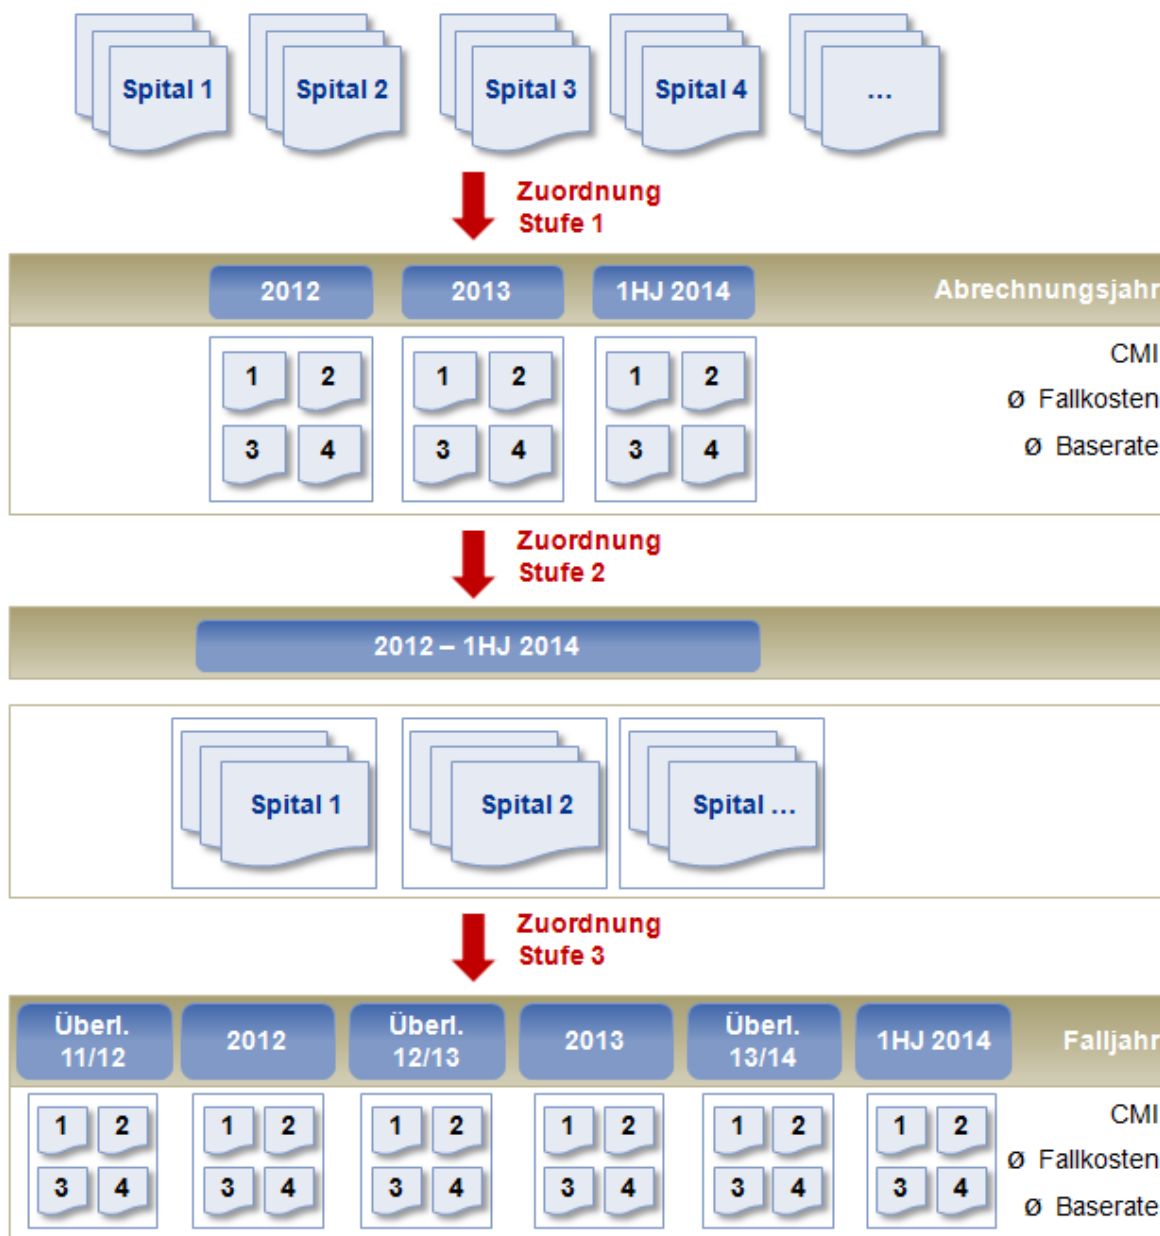 Spital 1
Spital 2
Spital 3
Spital 4
...
Zuordnung
Stufe 1
2012
2013
1HJ 2014
Abrechnungsjahr
1 2
3 4
1 2
3 4
1 2
3 4
CMI
Ø Fallkosten
Ø Baserate
Zuordnung
Stufe 2
2012 – 1HJ 2014
Spital 1
Spital 2
Spital ...
Zuordnung
Stufe 3
Überl.
11/12
2012
Überl.
12/13
2013
Überl.
13/14
1HJ 2014
Falljahr
1 2
3 4
1 2
3 4
1 2
3 4
1 2
3 4
1 2
3 4
1 2
3 4
CMI
Ø Fallkosten
Ø Baserate